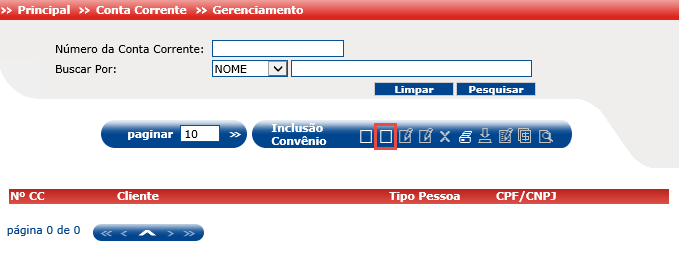 >> Principal >> Conta Corrente >> Gerenciamento
Número da Conta Corrente:
Buscar Por: NOME
Limpar Pesquisar
paginar 10 >> Inclusão Convênio
Nº CC Cliente Tipo Pessoa CPF/CNPJ
página 0 de 0 << < > >>